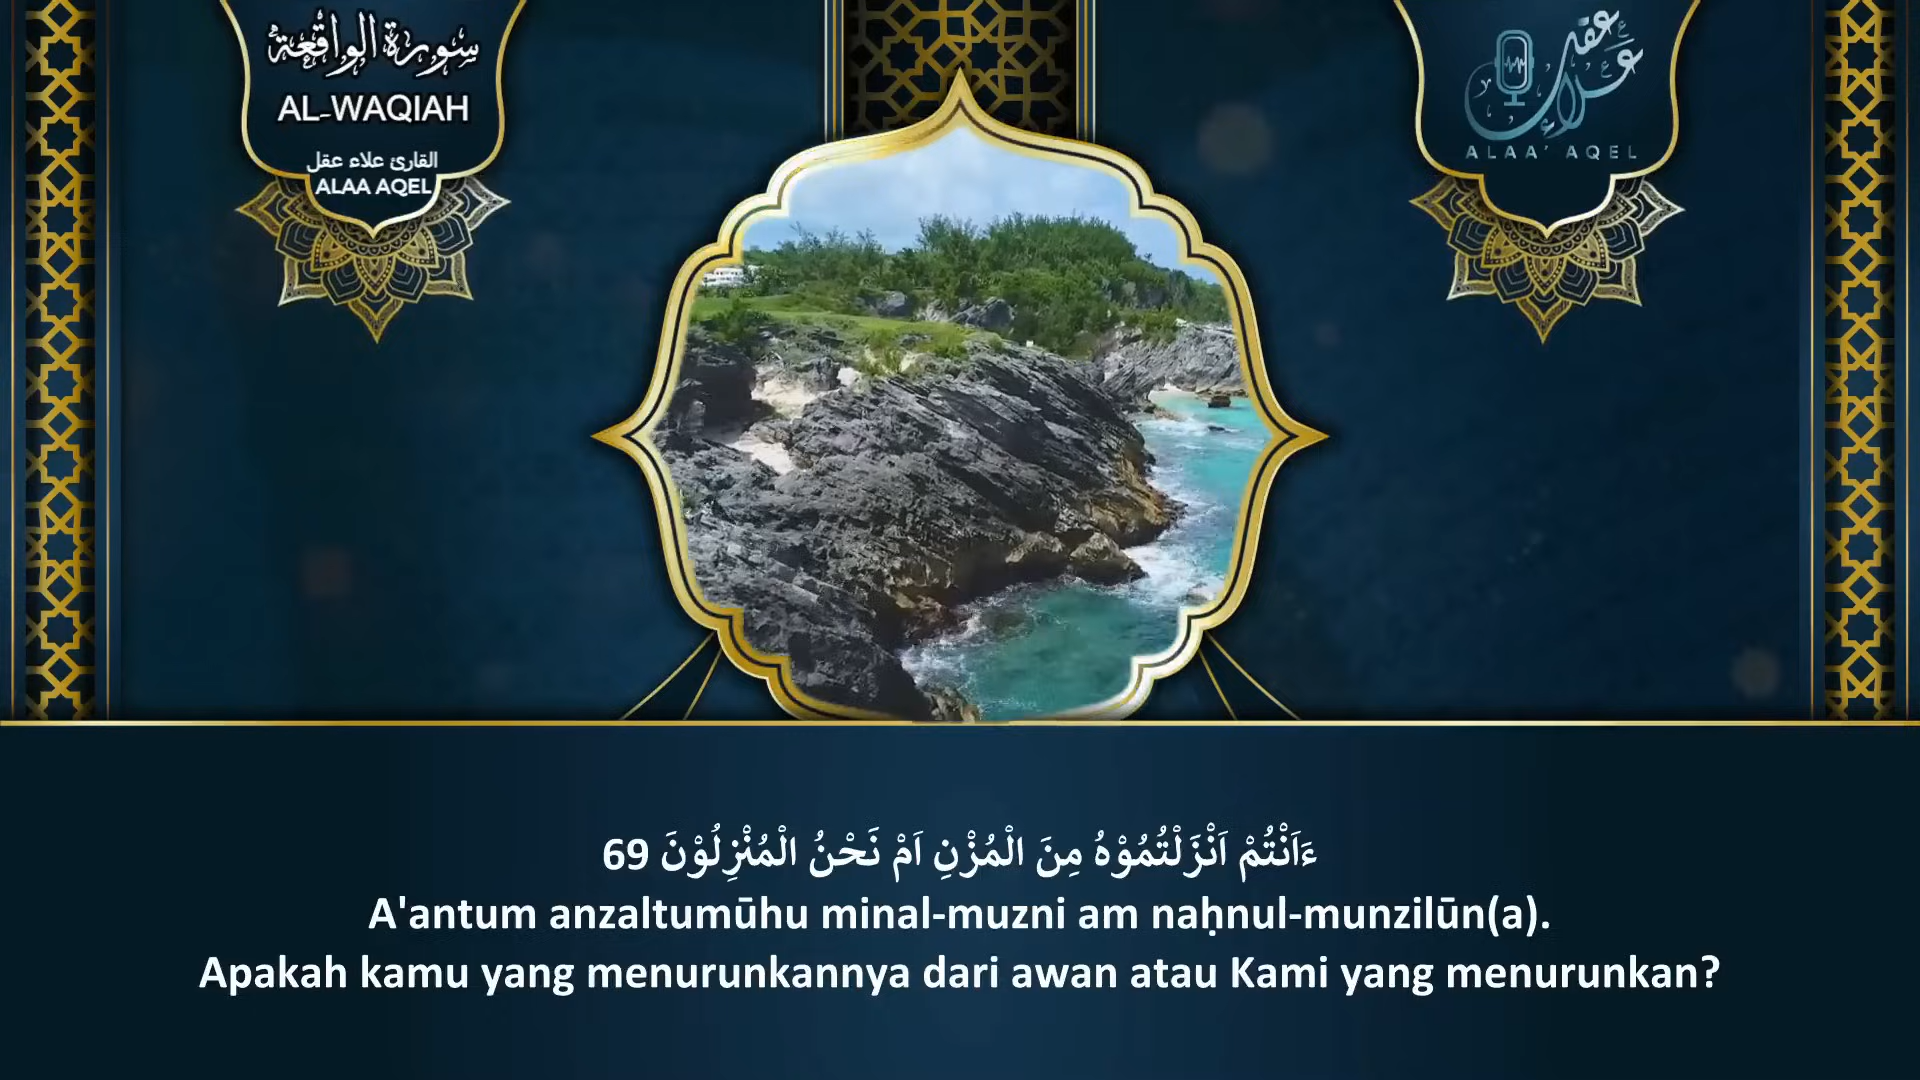 سورة الواقعة
AL-WAQIAH
القارئ علاء عقل
ALAA AQEL
علاء عقل
ALAA' AQEL
ءَاَنْتُمْ اَنْزَلْتُمُوْهُ مِنَ الْمُزْنِ اَمْ نَحْنُ الْمُنْزِلُوْنَ 69
A'antum anzaltumūhu minal-muzni am naḥnul-munzilūn(a).
Apakah kamu yang menurunkannya dari awan atau Kami yang menurunkan?